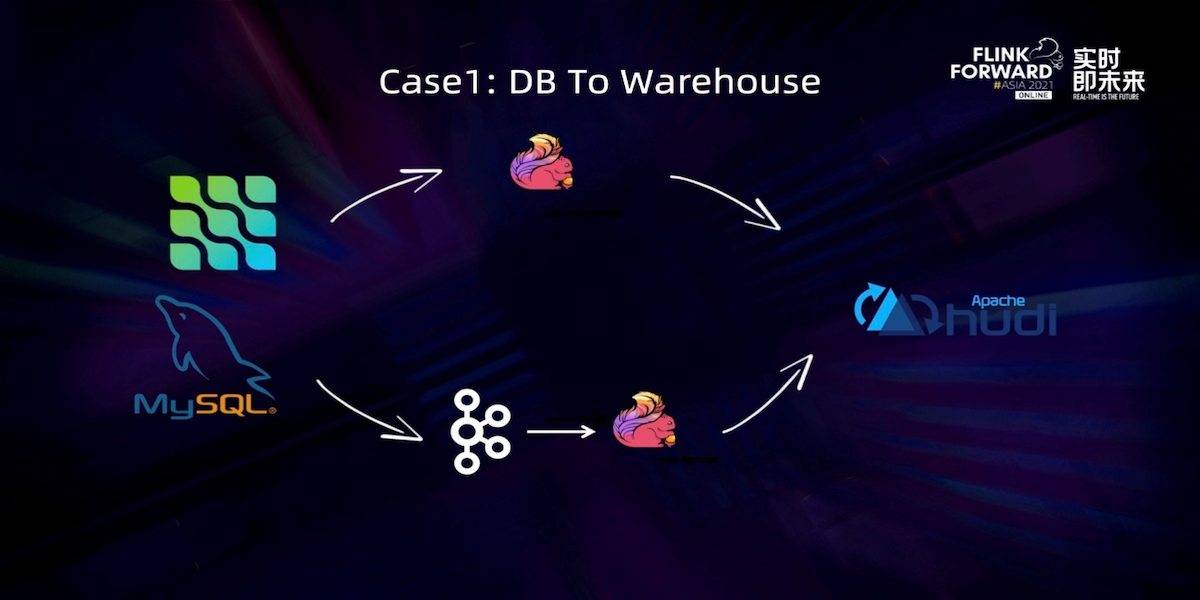 Case1: DB To Warehouse
FLINK
FORWARD
#ASIA 2021
ONLINE
实时
即未来
REAL-TIME IS THE FUTURE
MySQL®
Apache
hudi